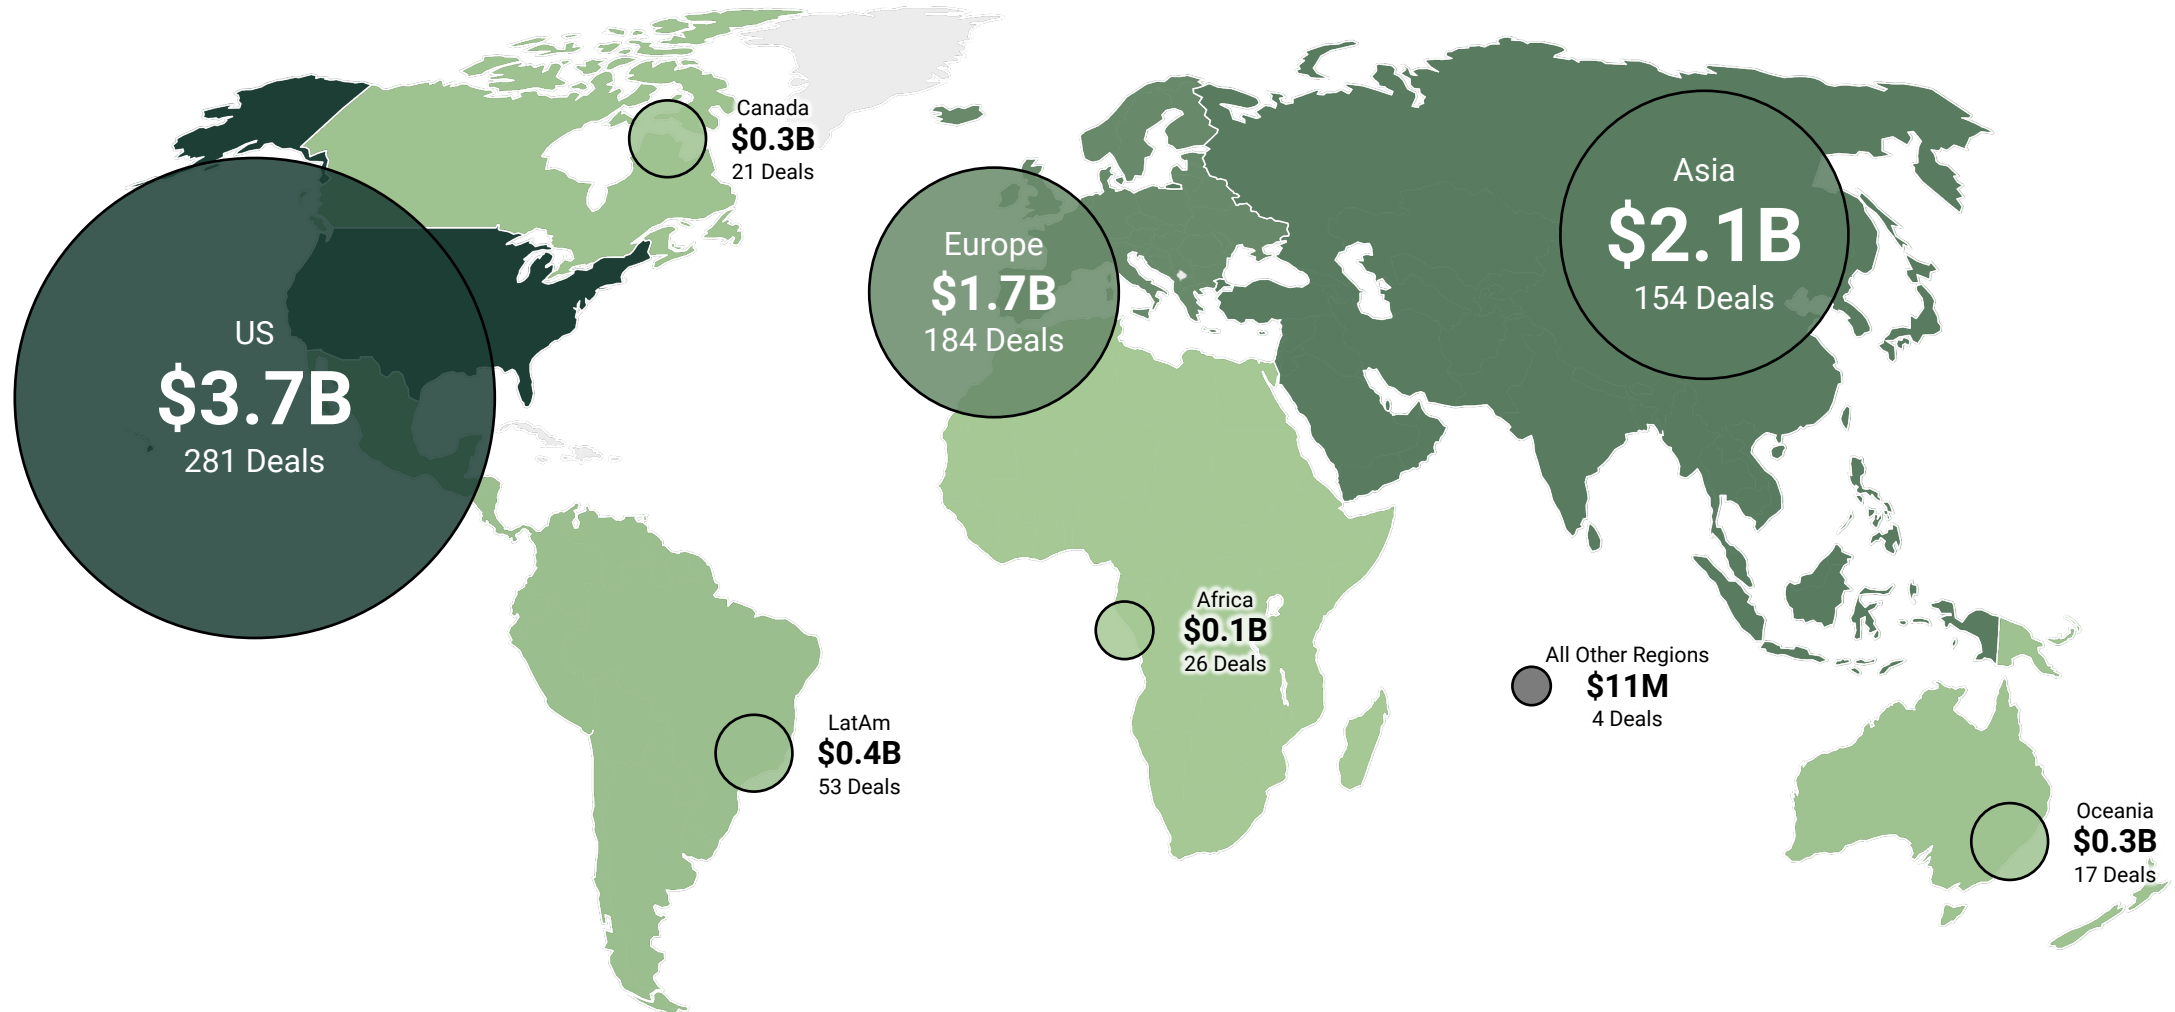 Canada
$0.3B
21 Deals
Asia
$2.1B
154 Deals
Europe
$1.7B
184 Deals
US
$3.7B
281 Deals
Africa
$0.1B
26 Deals
All Other Regions
$11M
4 Deals
LatAm
$0.4B
53 Deals
Oceania
$0.3B
17 Deals